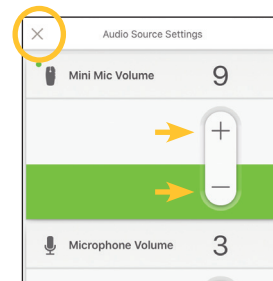 Audio Source Settings
Mini Mic Volume 9
+
−
Microphone Volume 3